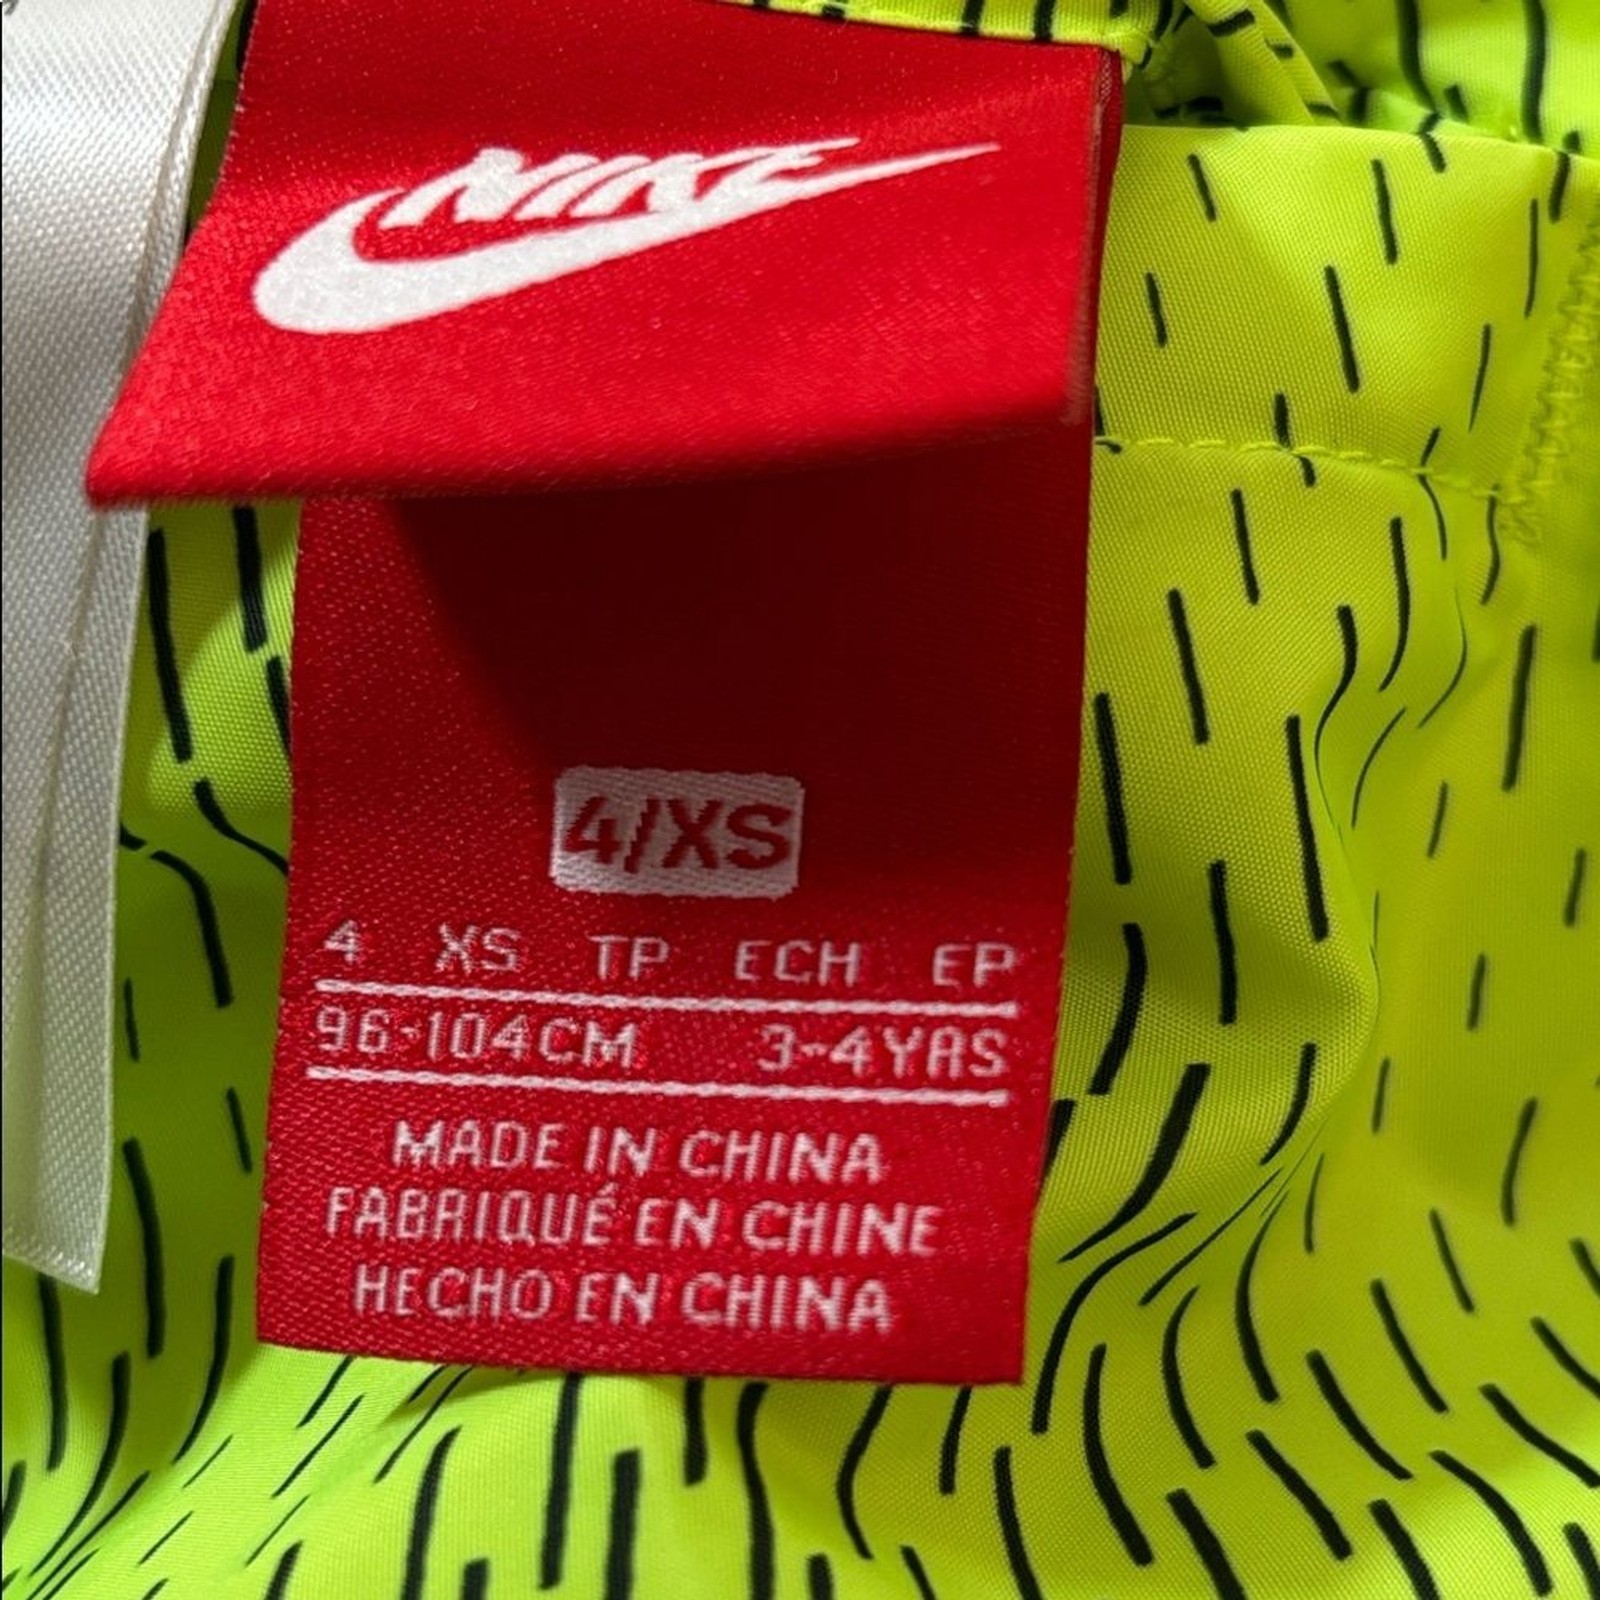 NIKE
4/XS
4 XS TP ECH EP
96-104CM 3-4YRS
MADE IN CHINA
FABRIQUÉ EN CHINE
HECHO EN CHINA